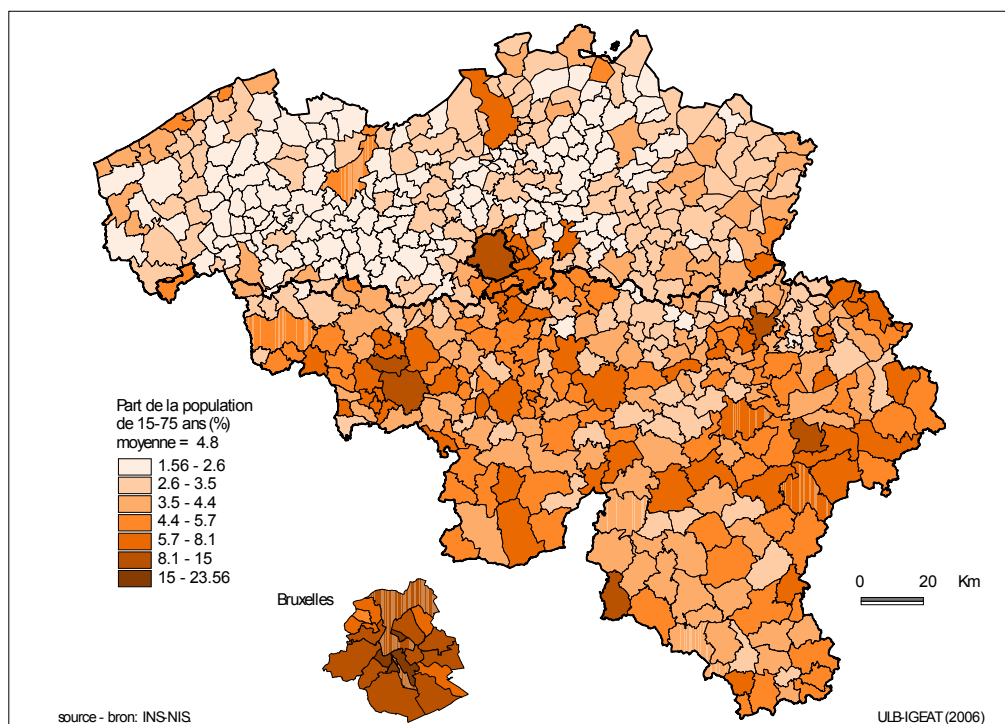 Part de la population
de 15-75 ans (%)
moyenne = 4.8
1.56 - 2.6
2.6 - 3.5
3.5 - 4.4
4.4 - 5.7
5.7 - 8.1
8.1 - 15
15 - 23.56
Bruxelles
0 20 Km
source - bron: INS-NIS
ULB-IGEAT (2006)